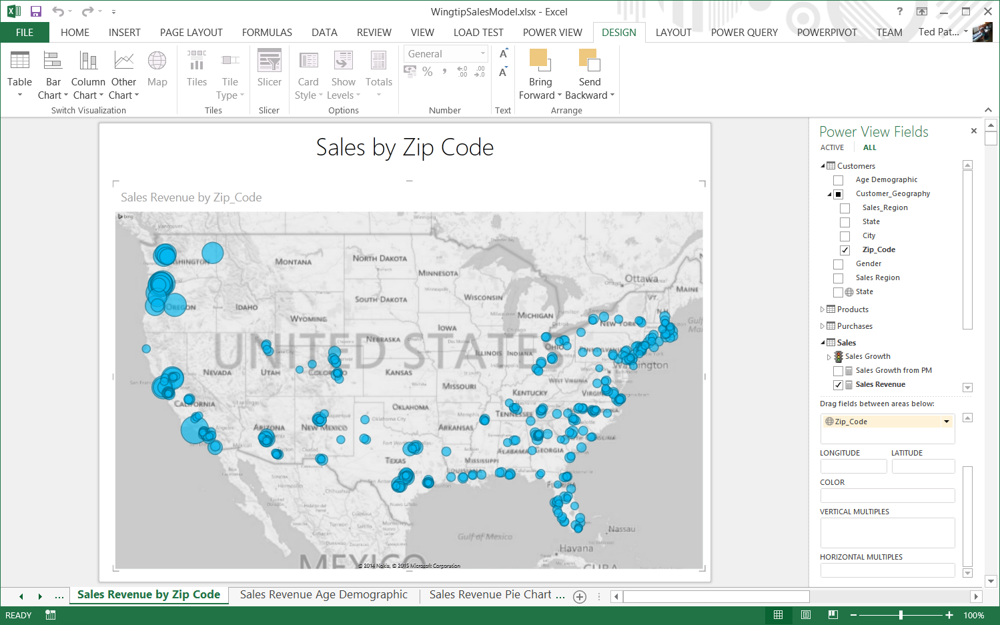 WingtipSalesModel.xlsx - Excel
?
FILE HOME INSERT PAGE LAYOUT FORMULAS DATA REVIEW VIEW LOAD TEST POWER VIEW DESIGN LAYOUT POWER QUERY POWERPIVOT TEAM Ted Pat...
Table
Bar Chart
Column Chart
Other Chart
Map
Switch Visualization
Tiles
Tile Type
Tiles
Slicer
Slicer
Card Style
Show Levels
Totals
Options
General
%
Number
A
A
Text
Bring Forward
Send Backward
Arrange
Sales by Zip Code
Sales Revenue by Zip_Code
bing
Winnipeg
Vancouver
WASHINGTON
MONTANA
NORTH DAKOTA
MINNESOTA
Ottawa
MAINE
SOUTH DAKOTA
WISCONSIN
OREGON
IDAHO
MICHIGAN
WYOMING
NEW YORK
IOWA
NEBRASKA
UNITED STATES
ILLINOIS
INDIANA
OHIO
PENNSYLVANIA
Washington
NEVADA
UTAH
COLORADO
KANSAS
MISSOURI
WEST VIRGINIA
KENTUCKY
VIRGINIA
CALIFORNIA
OKLAHOMA
TENNESSEE
ARIZONA
NEW MEXICO
Oklahoma City
ARKANSAS
TEXAS
MISSISSIPPI
ALABAMA
GEORGIA
LOUISIANA
FLORIDA
Gulf of Mexico
Nassau
Havana
MEXICO
CUBA
© 2014 Nokia, © 2015 Microsoft Corporation
Power View Fields
ACTIVE ALL
Customers
Age Demographic
Customer_Geography
Sales_Region
State
City
Zip_Code
Gender
Sales Region
State
Products
Purchases
Sales
Sales Growth
Sales Growth from PM
Sales Revenue
Drag fields between areas below:
Zip_Code
LONGITUDE LATITUDE
COLOR
VERTICAL MULTIPLES
HORIZONTAL MULTIPLES
... Sales Revenue by Zip Code Sales Revenue Age Demographic Sales Revenue Pie Chart ...
READY
100%